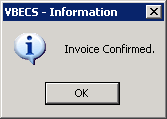 VBECS - Information
Invoice Confirmed.
OK